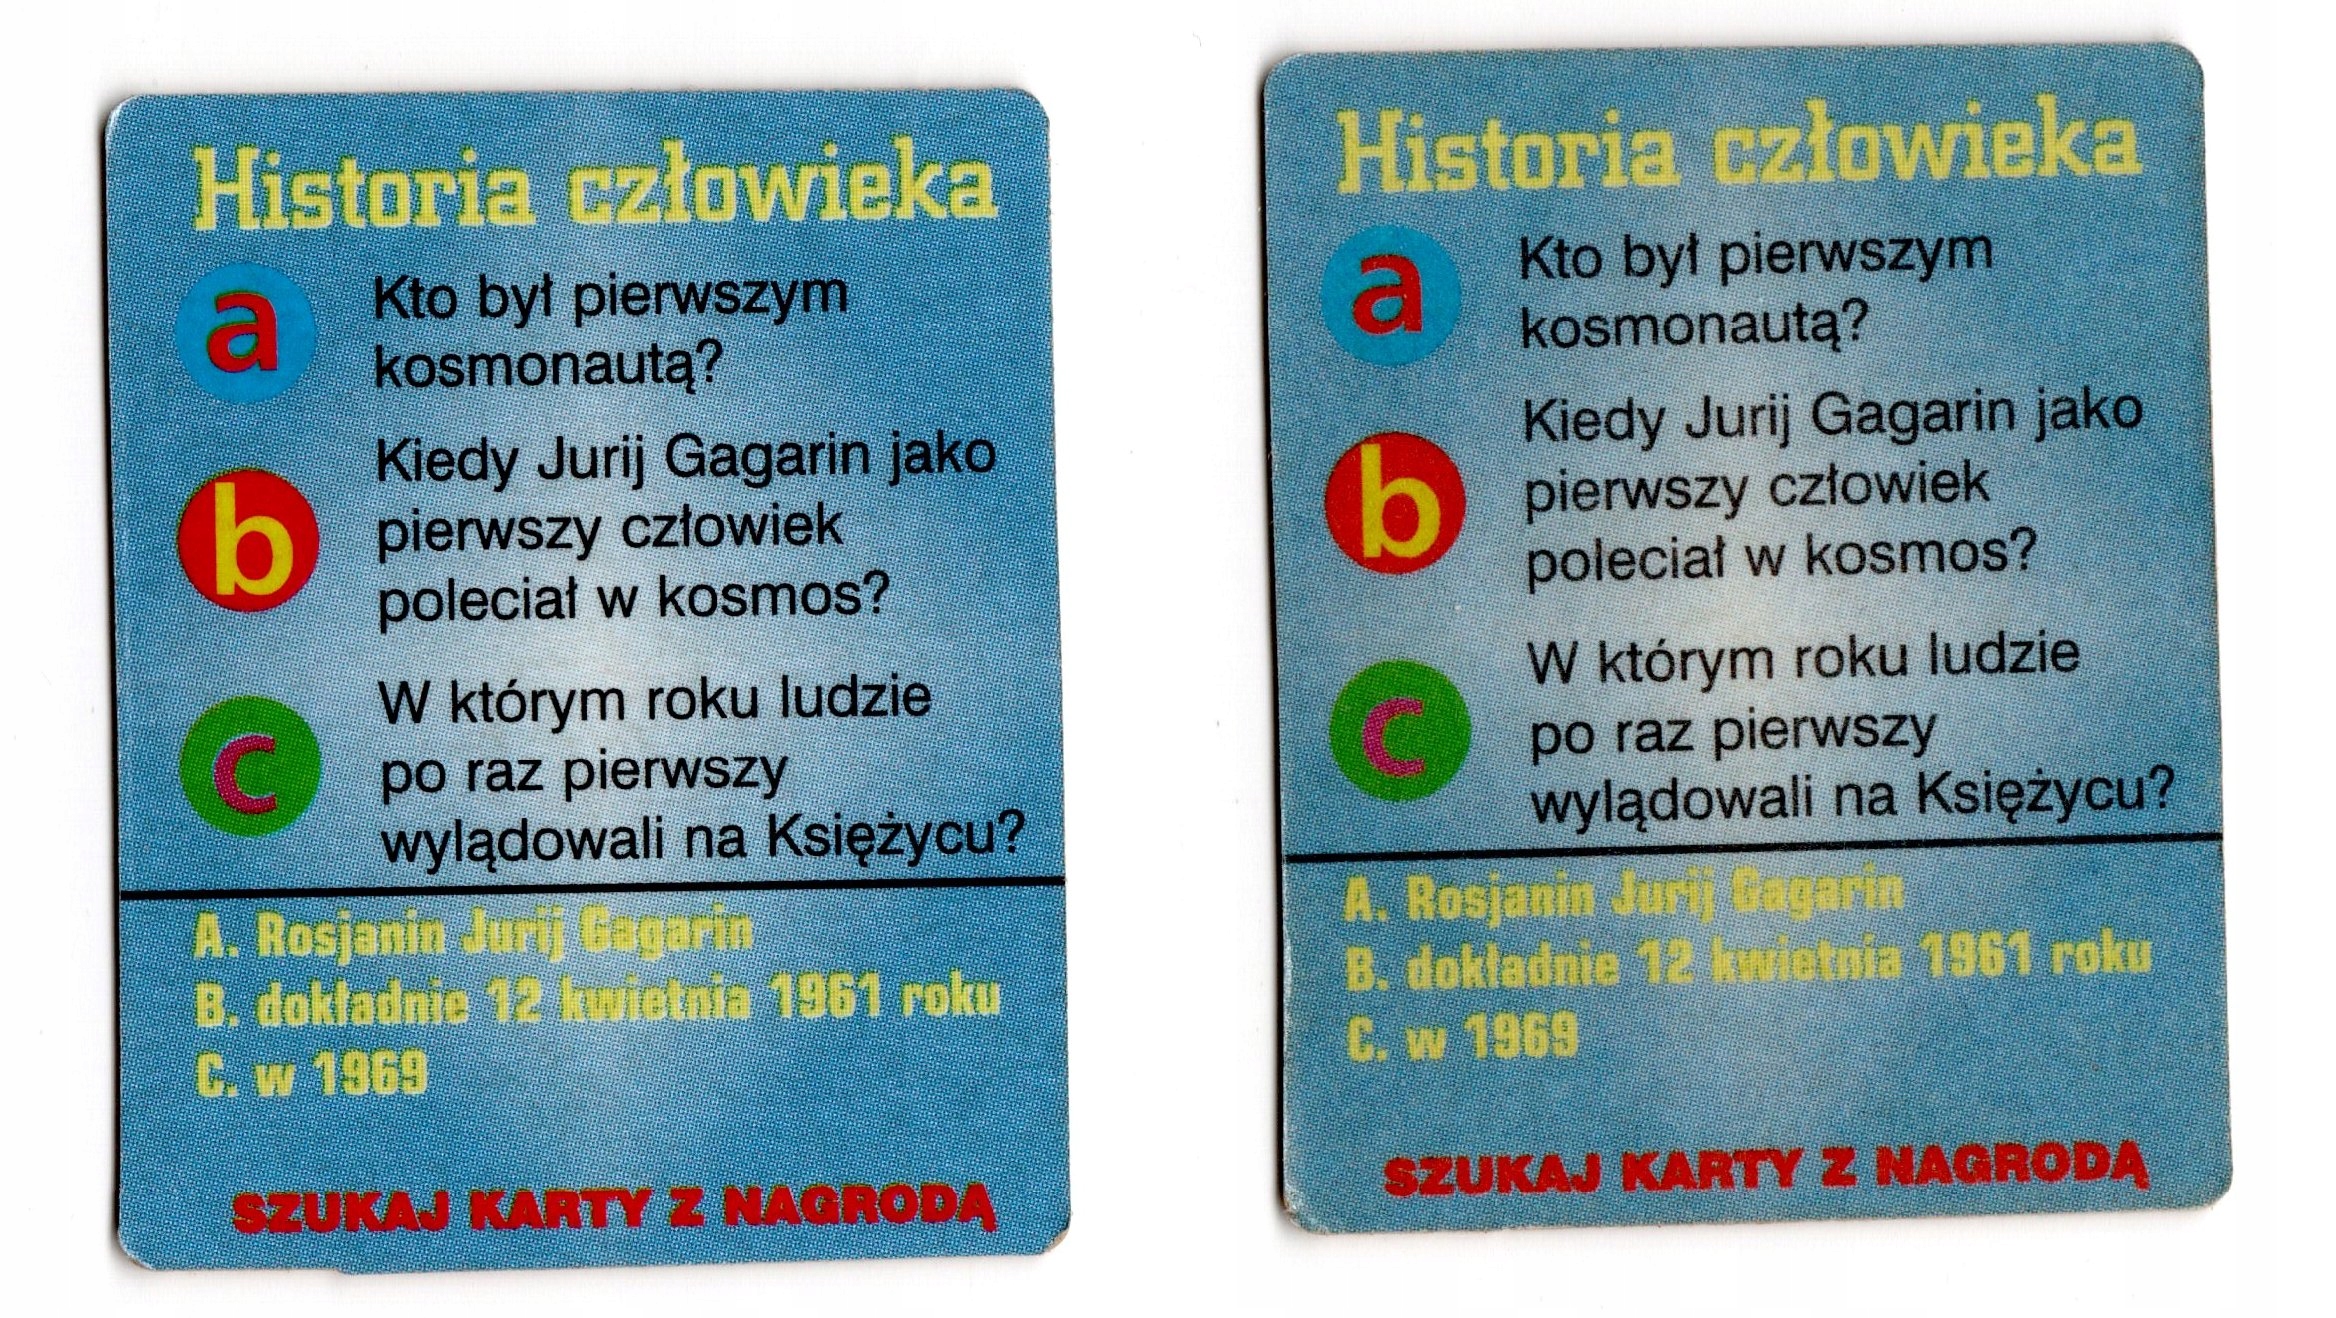 Historia człowieka
a
Kto był pierwszym
kosmonautą?
b
Kiedy Jurij Gagarin jako
pierwszy człowiek
poleciał w kosmos?
c
W którym roku ludzie
po raz pierwszy
wylądowali na Księżycu?
A. Rosjanin Jurij Gagarin
B. dokładnie 12 kwietnia 1961 roku
C. w 1969
SZUKAJ KARTY Z NAGRODĄ
Historia człowieka
a
Kto był pierwszym
kosmonautą?
b
Kiedy Jurij Gagarin jako
pierwszy człowiek
poleciał w kosmos?
c
W którym roku ludzie
po raz pierwszy
wylądowali na Księżycu?
A. Rosjanin Jurij Gagarin
B. dokładnie 12 kwietnia 1961 roku
C. w 1969
SZUKAJ KARTY Z NAGRODĄ